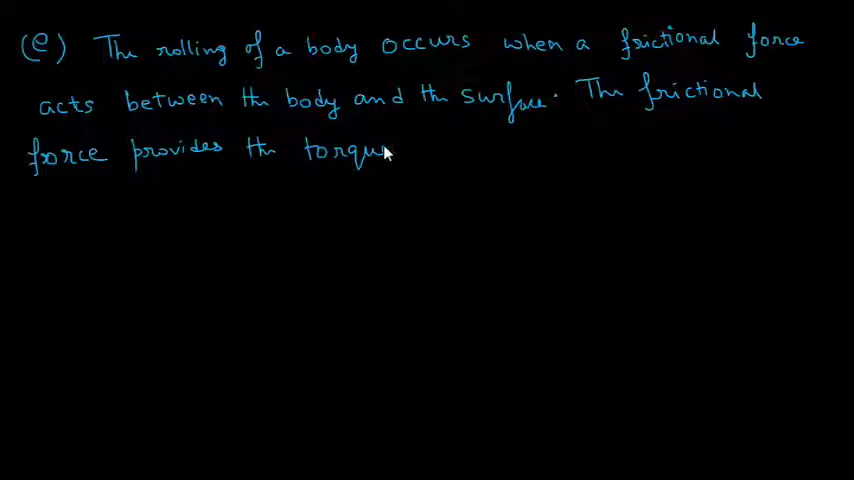 (e) The rolling of a body occurs when a frictional force
acts between the body and the surface. The frictional
force provides the torque